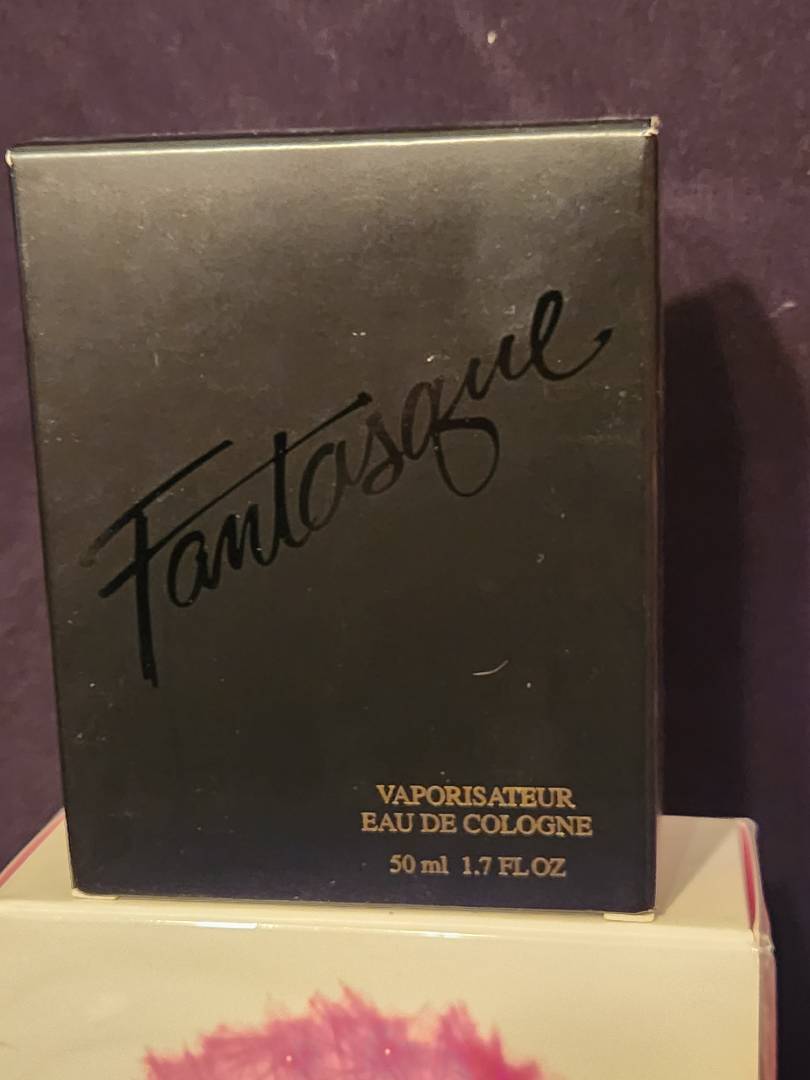 Fantasque
VAPORISATEUR
EAU DE COLOGNE
50 ml 1.7 FL OZ